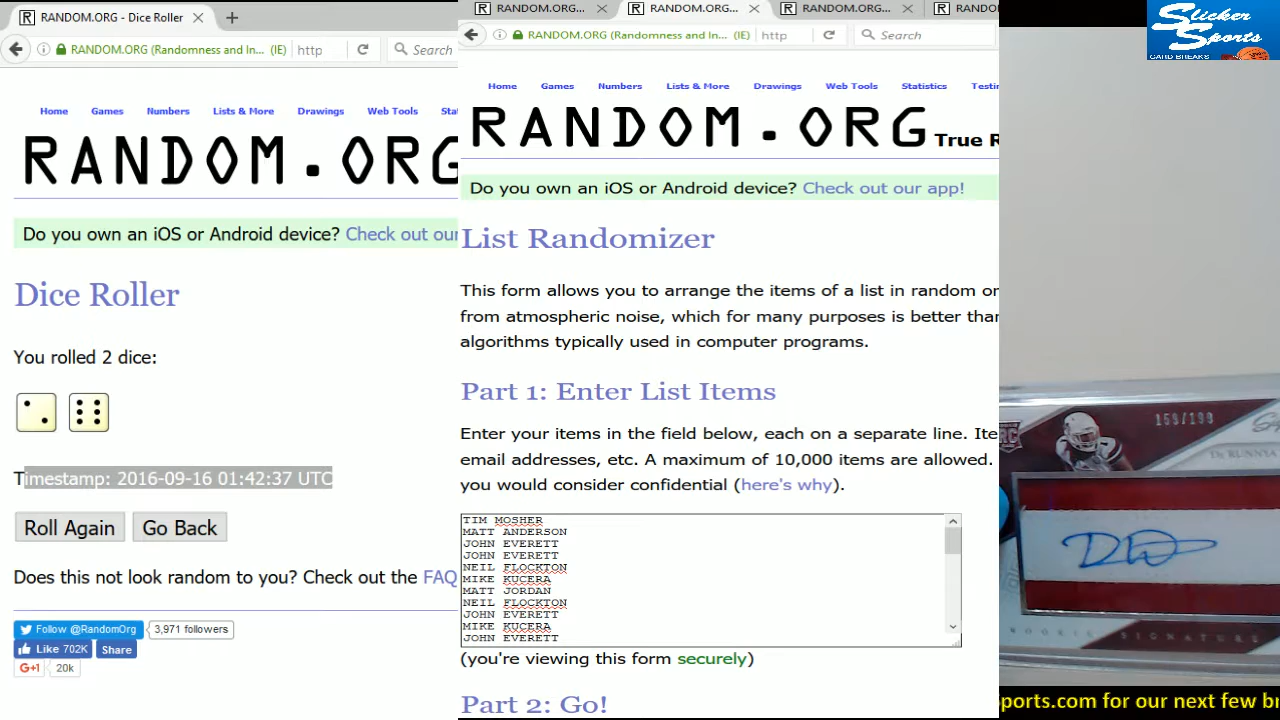 RANDOM.ORG - Dice Roller
RANDOM.ORG (Randomness and In... (IE)
http
Search
Home
Games
Numbers
Lists & More
Drawings
Web Tools
RANDOM.ORG
Do you own an iOS or Android device? Check out our
Dice Roller
You rolled 2 dice:
Timestamp: 2016-09-16 01:42:37 UTC
Roll Again
Go Back
Does this not look random to you? Check out the FAQ
Follow @RandomOrg
3,971 followers
Like 702K
Share
G+1
20k
RANDOM.ORG...
RANDOM.ORG...
RANDOM.ORG...
RANDOM.ORG (Randomness and In... (IE)
http
Search
Home
Games
Numbers
Lists & More
Drawings
Web Tools
Statistics
RANDOM.ORG
True R
Do you own an iOS or Android device? Check out our app!
List Randomizer
This form allows you to arrange the items of a list in random or
from atmospheric noise, which for many purposes is better than
algorithms typically used in computer programs.
Part 1: Enter List Items
Enter your items in the field below, each on a separate line. Ite
email addresses, etc. A maximum of 10,000 items are allowed.
you would consider confidential (here's why).
TIM MOSHER
MATT ANDERSON
JOHN EVERETT
JOHN EVERETT
NEIL FLOCKTON
MIKE KUCERA
MATT JORDAN
NEIL FLOCKTON
JOHN EVERETT
MIKE KUCERA
JOHN EVERETT
(you're viewing this form securely)
Part 2: Go!
Slicker
Sports
CARD BREAKS
RC
ROOKIE SIGNATURE
ports.com for our next few br